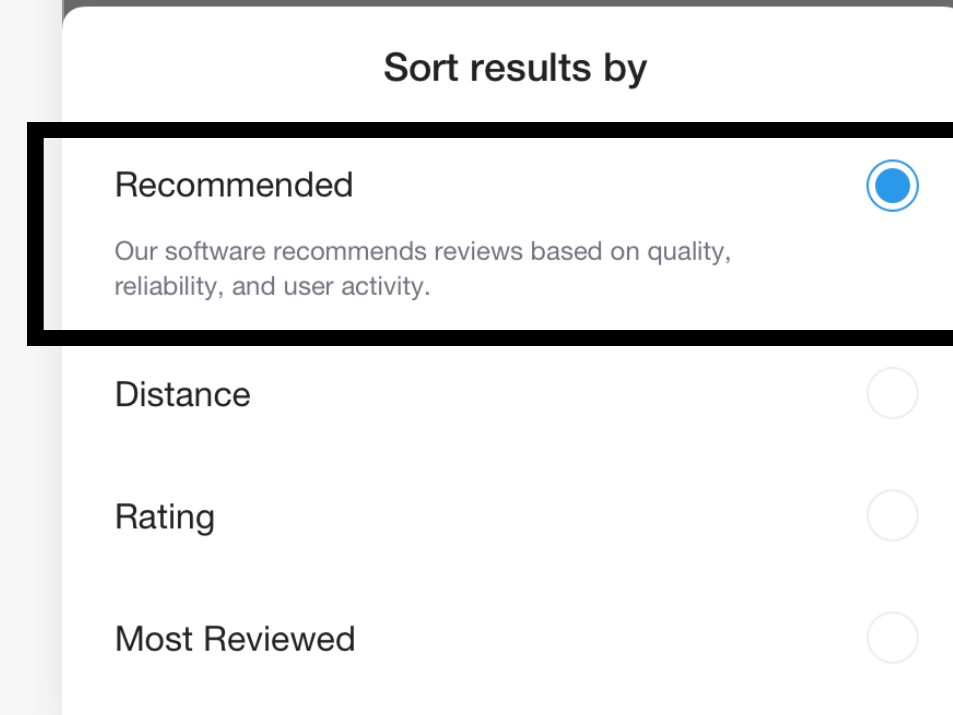 Sort results by
Recommended
Our software recommends reviews based on quality,
reliability, and user activity.
Distance
Rating
Most Reviewed